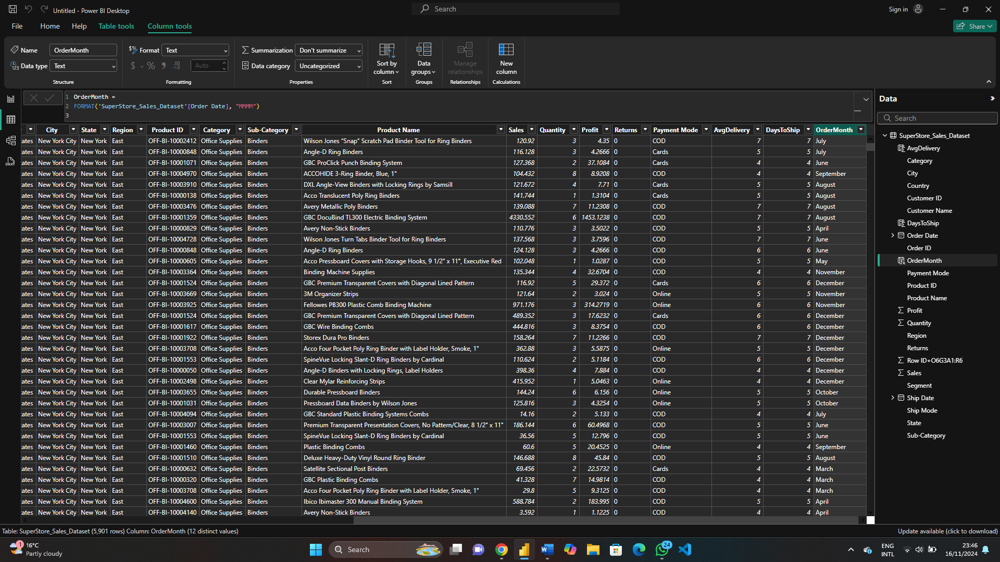 Untitled - Power BI Desktop
Search
Sign in
File Home Help Table tools Column tools
Share
Name OrderMonth
Data type Text
Structure
Format Text
$ % Auto
Formatting
Summarization Don't summarize
Data category Uncategorized
Properties
Sort by column
Sort
Data groups
Groups
Manage relationships
Relationships
New column
Calculations
1 OrderMonth =
2 FORMAT('SuperStore_Sales_Dataset'[Order Date], "MMMM")
3
City State Region Product ID Category Sub-Category Product Name Sales Quantity Profit Returns Payment Mode AvgDelivery DaysToShip OrderMonth
tates New York City New York East OFF-BI-10002412 Office Supplies Binders Wilson Jones “Snap” Scratch Pad Binder Tool for Ring Binders 120.92 3 4.35 0 COD 7 7 July
tates New York City New York East OFF-BI-10000848 Office Supplies Binders Angle-D Ring Binders 116.128 3 4.2666 0 Cards 5 5 July
tates New York City New York East OFF-BI-10001071 Office Supplies Binders GBC ProClick Punch Binding System 127.368 2 37.1084 0 Cards 4 4 June
tates New York City New York East OFF-BI-10004970 Office Supplies Binders ACCOHIDE 3-Ring Binder, Blue, 1" 104.432 8 8.9208 0 COD 4 4 September
tates New York City New York East OFF-BI-10003910 Office Supplies Binders DXL Angle-View Binders with Locking Rings by Samsill 121.672 4 7.71 0 Cards 5 5 August
tates New York City New York East OFF-BI-10000138 Office Supplies Binders Acco Translucent Poly Ring Binders 141.744 1 1.3104 0 Cards 5 5 August
tates New York City New York East OFF-BI-10003476 Office Supplies Binders Avery Metallic Poly Binders 139.088 7 11.2308 0 COD 7 7 August
tates New York City New York East OFF-BI-10001359 Office Supplies Binders GBC DocuBind TL300 Electric Binding System 4330.552 6 1453.1238 0 COD 7 7 August
tates New York City New York East OFF-BI-10000829 Office Supplies Binders Avery Non-Stick Binders 110.776 3 3.5022 0 COD 5 5 April
tates New York City New York East OFF-BI-10004728 Office Supplies Binders Wilson Jones Turn Tabs Binder Tool for Ring Binders 137.568 3 3.7596 0 COD 7 7 June
tates New York City New York East OFF-BI-10000848 Office Supplies Binders Angle-D Ring Binders 124.128 3 4.2666 0 COD 6 6 June
tates New York City New York East OFF-BI-10000605 Office Supplies Binders Acco Pressboard Covers with Storage Hooks, 9 1/2" x 11", Executive Red 102.048 1 1.0287 0 COD 5 5 May
tates New York City New York East OFF-BI-10003364 Office Supplies Binders Binding Machine Supplies 135.344 4 32.6704 0 COD 4 4 November
tates New York City New York East OFF-BI-10001524 Office Supplies Binders GBC Premium Transparent Covers with Diagonal Lined Pattern 116.92 5 29.372 0 Cards 6 6 December
tates New York City New York East OFF-BI-10003669 Office Supplies Binders 3M Organizer Strips 121.64 2 3.024 0 Online 5 5 November
tates New York City New York East OFF-BI-10003925 Office Supplies Binders Fellowes PB300 Plastic Comb Binding Machine 971.176 3 314.2719 0 Online 6 6 November
tates New York City New York East OFF-BI-10001524 Office Supplies Binders GBC Premium Transparent Covers with Diagonal Lined Pattern 489.352 3 17.6232 0 Cards 6 6 December
tates New York City New York East OFF-BI-10001617 Office Supplies Binders GBC Wire Binding Combs 444.816 3 8.3754 0 COD 6 6 December
tates New York City New York East OFF-BI-10001922 Office Supplies Binders Storex Dura Pro Binders 158.264 7 11.2266 0 COD 7 7 December
tates New York City New York East OFF-BI-10003708 Office Supplies Binders Acco Four Pocket Poly Ring Binder with Label Holder, Smoke, 1" 362.88 3 5.5875 0 Online 5 5 December
tates New York City New York East OFF-BI-10001553 Office Supplies Binders SpineVue Locking Slant-D Ring Binders by Cardinal 110.624 2 5.1184 0 COD 6 6 December
tates New York City New York East OFF-BI-10000050 Office Supplies Binders Angle-D Binders with Locking Rings, Label Holders 398.36 4 7.884 0 COD 4 4 December
tates New York City New York East OFF-BI-10002498 Office Supplies Binders Clear Mylar Reinforcing Strips 415.952 1 5.0463 0 Online 4 4 December
tates New York City New York East OFF-BI-10003655 Office Supplies Binders Durable Pressboard Binders 144.24 6 6.156 0 Online 5 5 October
tates New York City New York East OFF-BI-10001031 Office Supplies Binders Pressboard Data Binders by Wilson Jones 125.816 3 4.3254 0 Online 5 5 October
tates New York City New York East OFF-BI-10004094 Office Supplies Binders GBC Standard Plastic Binding Systems Combs 14.16 2 5.133 0 COD 4 4 July
tates New York City New York East OFF-BI-10003007 Office Supplies Binders Premium Transparent Presentation Covers, No Pattern/Clear, 8 1/2" x 11" 186.144 6 60.4968 0 COD 5 5 June
tates New York City New York East OFF-BI-10001553 Office Supplies Binders SpineVue Locking Slant-D Ring Binders by Cardinal 36.56 5 12.796 0 COD 5 5 June
tates New York City New York East OFF-BI-10001460 Office Supplies Binders Plastic Binding Combs 60.6 5 20.4525 0 Online 4 4 September
tates New York City New York East OFF-BI-10001510 Office Supplies Binders Deluxe Heavy-Duty Vinyl Round Ring Binder 146.688 8 45.84 0 COD 5 5 August
tates New York City New York East OFF-BI-10000632 Office Supplies Binders Satellite Sectional Post Binders 69.456 2 22.5732 0 Cards 4 4 March
tates New York City New York East OFF-BI-10000320 Office Supplies Binders GBC Plastic Binding Combs 41.328 7 14.9814 0 COD 4 4 March
tates New York City New York East OFF-BI-10003708 Office Supplies Binders Acco Four Pocket Poly Ring Binder with Label Holder, Smoke, 1" 29.8 5 9.3125 0 COD 4 4 March
tates New York City New York East OFF-BI-10004600 Office Supplies Binders Ibico Ibimaster 300 Manual Binding System 588.784 2 183.995 0 COD 5 5 April
tates New York City New York East OFF-BI-10004140 Office Supplies Binders Avery Non-Stick Binders 3.592 1 1.1225 0 COD 4 4 April
Data
Search
SuperStore_Sales_Dataset
AvgDelivery
Category
City
Country
Customer ID
Customer Name
DaysToShip
Order Date
Order ID
OrderMonth
Payment Mode
Product ID
Product Name
Profit
Quantity
Region
Returns
Row ID+O6G3A1:R6
Sales
Segment
Ship Date
Ship Mode
State
Sub-Category
Table: SuperStore_Sales_Dataset (5,901 rows) Column: OrderMonth (12 distinct values)
Update available (click to download)
1
16°C
Partly cloudy
Search
24
ENG
INTL
23:46
16/11/2024